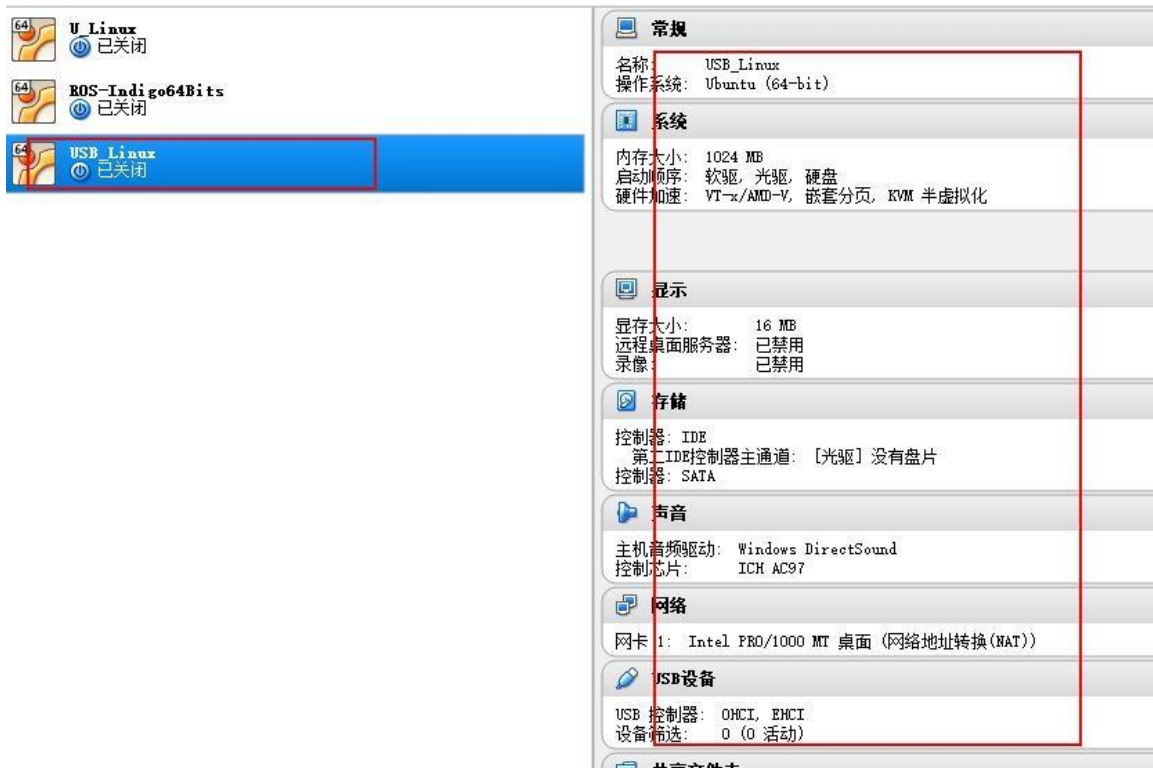 U_Linux
已关闭
ROS-Indigo64Bits
已关闭
USB_Linux
已关闭
常规
名称: USB_Linux
操作系统: Ubuntu (64-bit)
系统
内存大小: 1024 MB
启动顺序: 软驱, 光驱, 硬盘
硬件加速: VT-x/AMD-V, 嵌套分页, KVM 半虚拟化
显示
显存大小: 16 MB
远程桌面服务器: 已禁用
录像: 已禁用
存储
控制器: IDE
第二IDE控制器主通道: [光驱] 没有盘片
控制器: SATA
声音
主机音频驱动: Windows DirectSound
控制芯片: ICH AC97
网络
网卡 1: Intel PRO/1000 MT 桌面 (网络地址转换(NAT))
USB设备
USB 控制器: OHCI, EHCI
设备筛选: 0 (0 活动)
共享文件夹